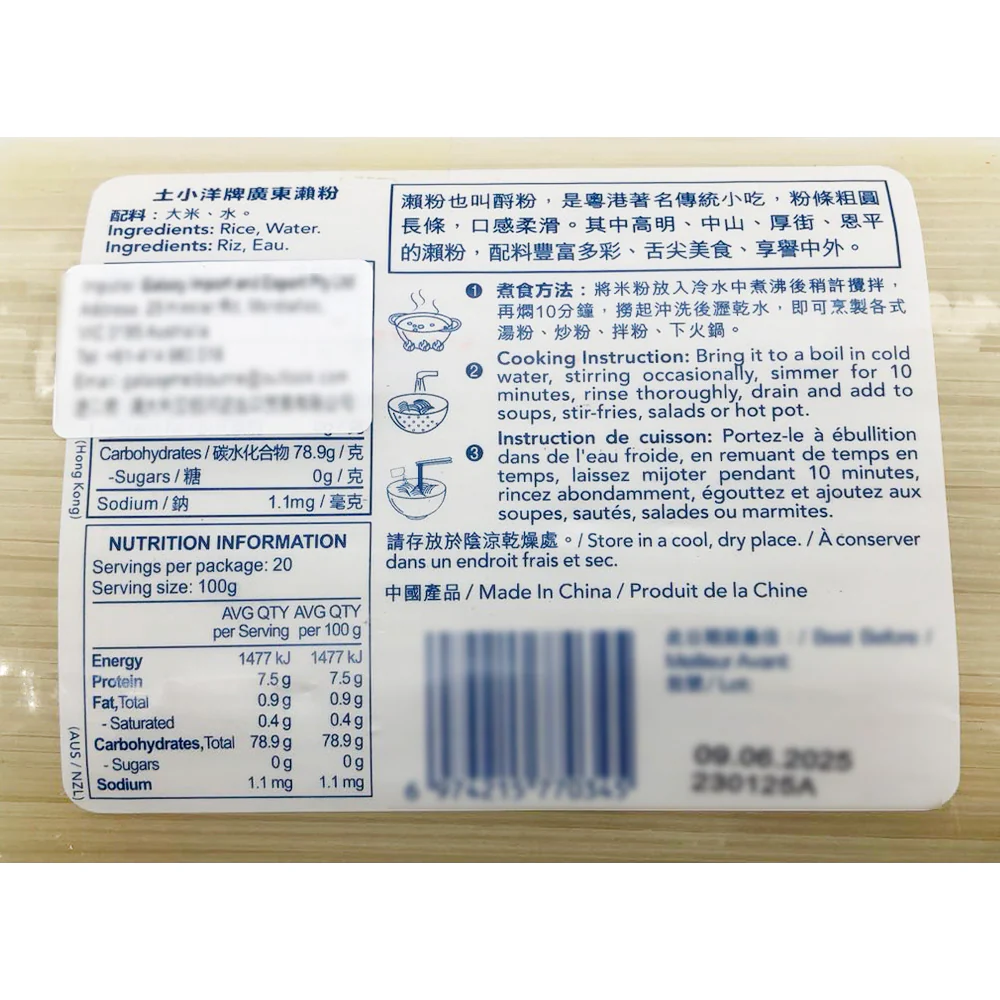 土小洋牌廣東瀨粉
配料：大米、水。
Ingredients: Rice, Water.
Ingredients: Riz, Eau.
Carbohydrates / 碳水化合物 78.9g / 克
-Sugars / 糖 0g / 克
Sodium / 鈉 1.1mg / 毫克
(Hong Kong)
NUTRITION INFORMATION
Servings per package: 20
Serving size: 100g
AVG QTY AVG QTY
per Serving per 100 g
Energy 1477 kJ 1477 kJ
Protein 7.5 g 7.5 g
Fat,Total 0.9 g 0.9 g
- Saturated 0.4 g 0.4 g
Carbohydrates,Total 78.9 g 78.9 g
- Sugars 0 g 0 g
Sodium 1.1 mg 1.1 mg
(AUS / NZL)
瀨粉也叫酹粉，是粵港著名傳統小吃，粉條粗圓
長條，口感柔滑。其中高明、中山、厚街、恩平
的瀨粉，配料豐富多彩、舌尖美食、享譽中外。
1 煮食方法：將米粉放入冷水中煮沸後稍許攪拌，
再燜10分鐘，撈起沖洗後瀝乾水，即可烹製各式
湯粉、炒粉、拌粉、下火鍋。
2 Cooking Instruction: Bring it to a boil in cold
water, stirring occasionally, simmer for 10
minutes, rinse thoroughly, drain and add to
soups, stir-fries, salads or hot pot.
3 Instruction de cuisson: Portez-le à ébullition
dans de l'eau froide, en remuant de temps en
temps, laissez mijoter pendant 10 minutes,
rincez abondamment, égouttez et ajoutez aux
soupes, sautés, salades ou marmites.
請存放於陰涼乾燥處。/ Store in a cool, dry place. / À conserver
dans un endroit frais et sec.
中國產品 / Made In China / Produit de la Chine
6 974215 770345
09.06.2025
230125A